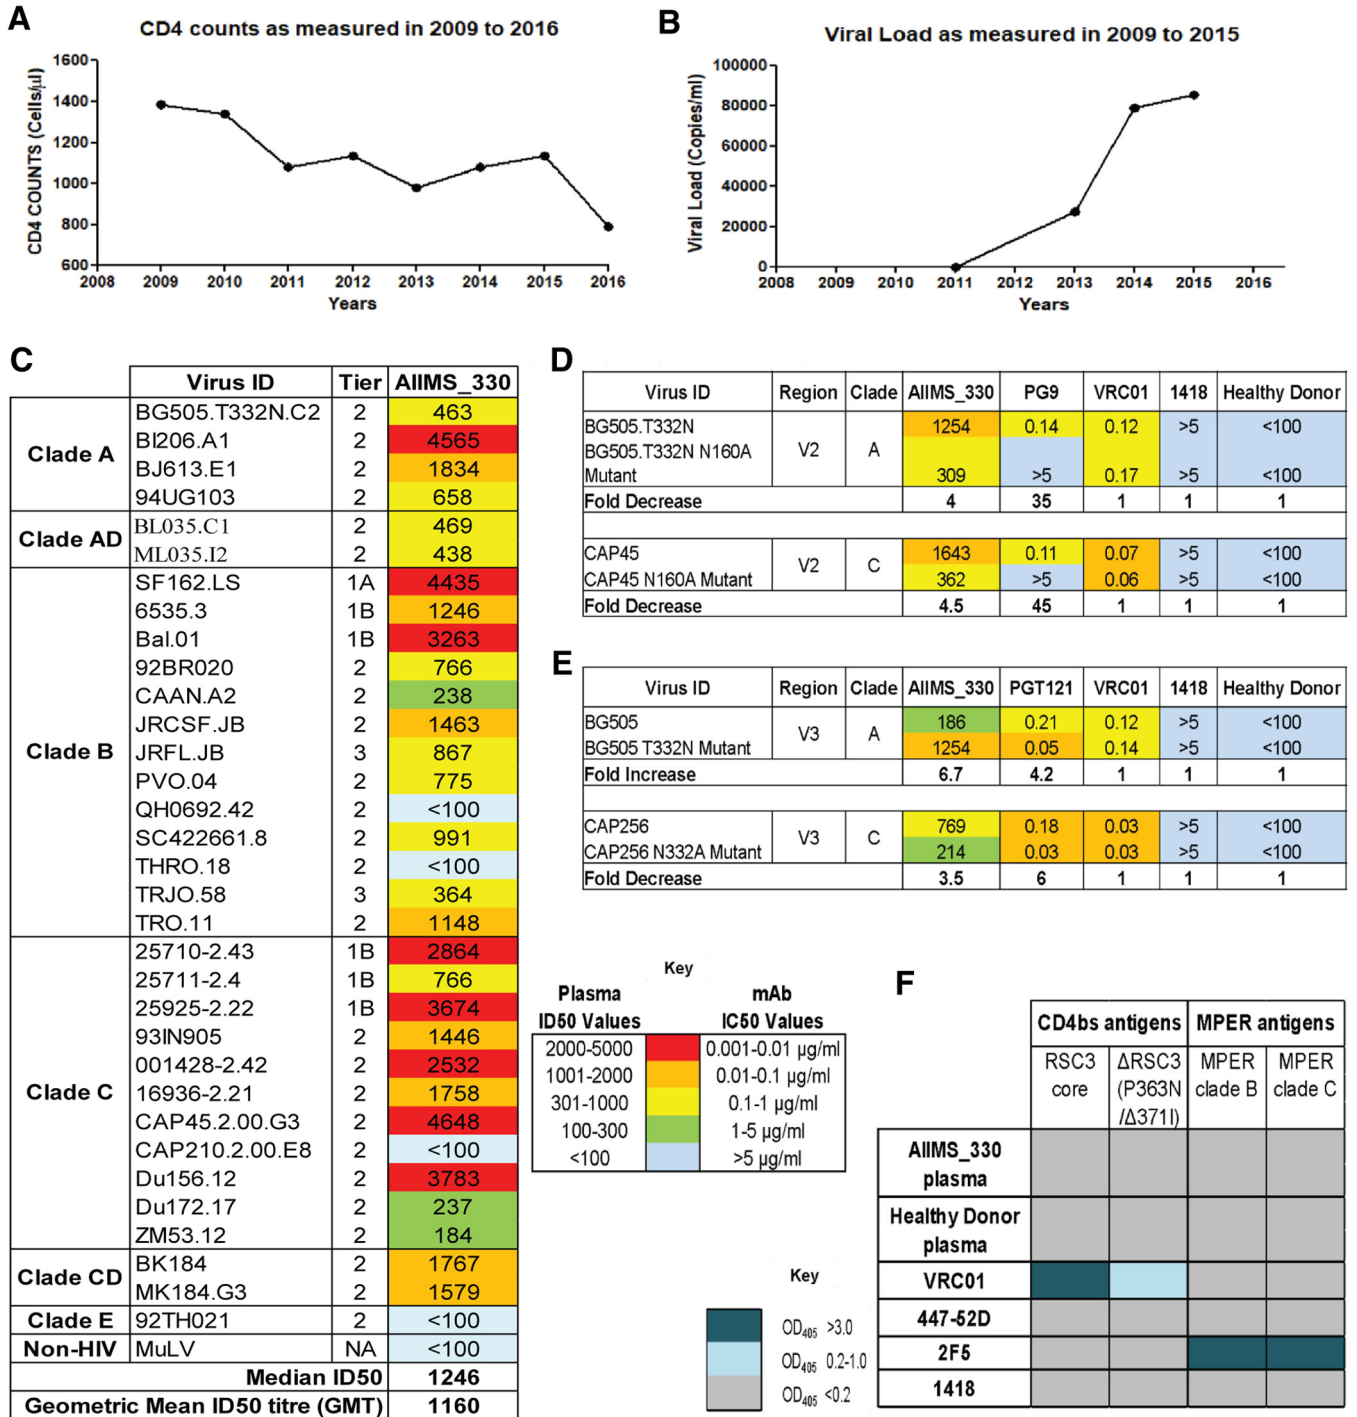 A
CD4 counts as measured in 2009 to 2016
CD4 COUNTS (Cells/µl)
1600
1400
1200
1000
800
600
2008 2009 2010 2011 2012 2013 2014 2015 2016
Years
B
Viral Load as measured in 2009 to 2015
Viral Load (Copies/ml)
100000
80000
60000
40000
20000
0
2008 2009 2010 2011 2012 2013 2014 2015 2016
Years
C
Virus ID Tier AIIMS_330
Clade A
BG505.T332N.C2 2 463
BI206.A1 2 4565
BJ613.E1 2 1834
94UG103 2 658
Clade AD
BL035.C1 2 469
ML035.I2 2 438
Clade B
SF162.LS 1A 4435
6535.3 1B 1246
Bal.01 1B 3263
92BR020 2 766
CAAN.A2 2 238
JRCSF.JB 2 1463
JRFL.JB 3 867
PVO.04 2 775
QH0692.42 2 <100
SC422661.8 2 991
THRO.18 2 <100
TRJO.58 3 364
TRO.11 2 1148
Clade C
25710-2.43 1B 2864
25711-2.4 1B 766
25925-2.22 1B 3674
93IN905 2 1446
001428-2.42 2 2532
16936-2.21 2 1758
CAP45.2.00.G3 2 4648
CAP210.2.00.E8 2 <100
Du156.12 2 3783
Du172.17 2 237
ZM53.12 2 184
Clade CD
BK184 2 1767
MK184.G3 2 1579
Clade E 92TH021 2 <100
Non-HIV MuLV NA <100
Median ID50 1246
Geometric Mean ID50 titre (GMT) 1160
D
Virus ID Region Clade AIIMS_330 PG9 VRC01 1418 Healthy Donor
BG505.T332N V2 A 1254 0.14 0.12 >5 <100
BG505.T332N N160A
Mutant 309 >5 0.17 >5 <100
Fold Decrease 4 35 1 1 1
CAP45 V2 C 1643 0.11 0.07 >5 <100
CAP45 N160A Mutant 362 >5 0.06 >5 <100
Fold Decrease 4.5 45 1 1 1
E
Virus ID Region Clade AIIMS_330 PGT121 VRC01 1418 Healthy Donor
BG505 V3 A 186 0.21 0.12 >5 <100
BG505 T332N Mutant 1254 0.05 0.14 >5 <100
Fold Increase 6.7 4.2 1 1 1
CAP256 V3 C 769 0.18 0.03 >5 <100
CAP256 N332A Mutant 214 0.03 0.03 >5 <100
Fold Decrease 3.5 6 1 1 1
Key
Plasma mAb
ID50 Values IC50 Values
2000-5000 0.001-0.01 µg/ml
1001-2000 0.01-0.1 µg/ml
301-1000 0.1-1 µg/ml
100-300 1-5 µg/ml
<100 >5 µg/ml
Key
OD405 >3.0
OD405 0.2-1.0
OD405 <0.2
F
CD4bs antigens MPER antigens
RSC3 ΔRSC3 MPER MPER
core (P363N clade B clade C
/Δ371I)
AIIMS_330
plasma
Healthy Donor
plasma
VRC01
447-52D
2F5
1418